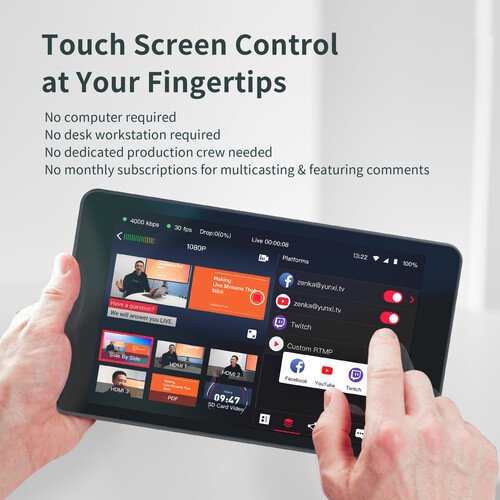 Touch Screen Control
at Your Fingertips
No computer required
No desk workstation required
No dedicated production crew needed
No monthly subscriptions for multicasting & featuring comments
4000 kbps
30 fps
Drop:0(0%)
Live 00:00:08
13:22
100%
1080P
Platforms
zenka@yunxi.tv
zenka@yunxi.tv
Twitch
Custom RTMP
Facebook
YouTube
Twitch
Making
Live Streams That
Stick
Have a question?
We will answer you LIVE.
Side By Side
HDMI 1
HDMI 2
HDMI 3
PDF
09:47
SD Card Video